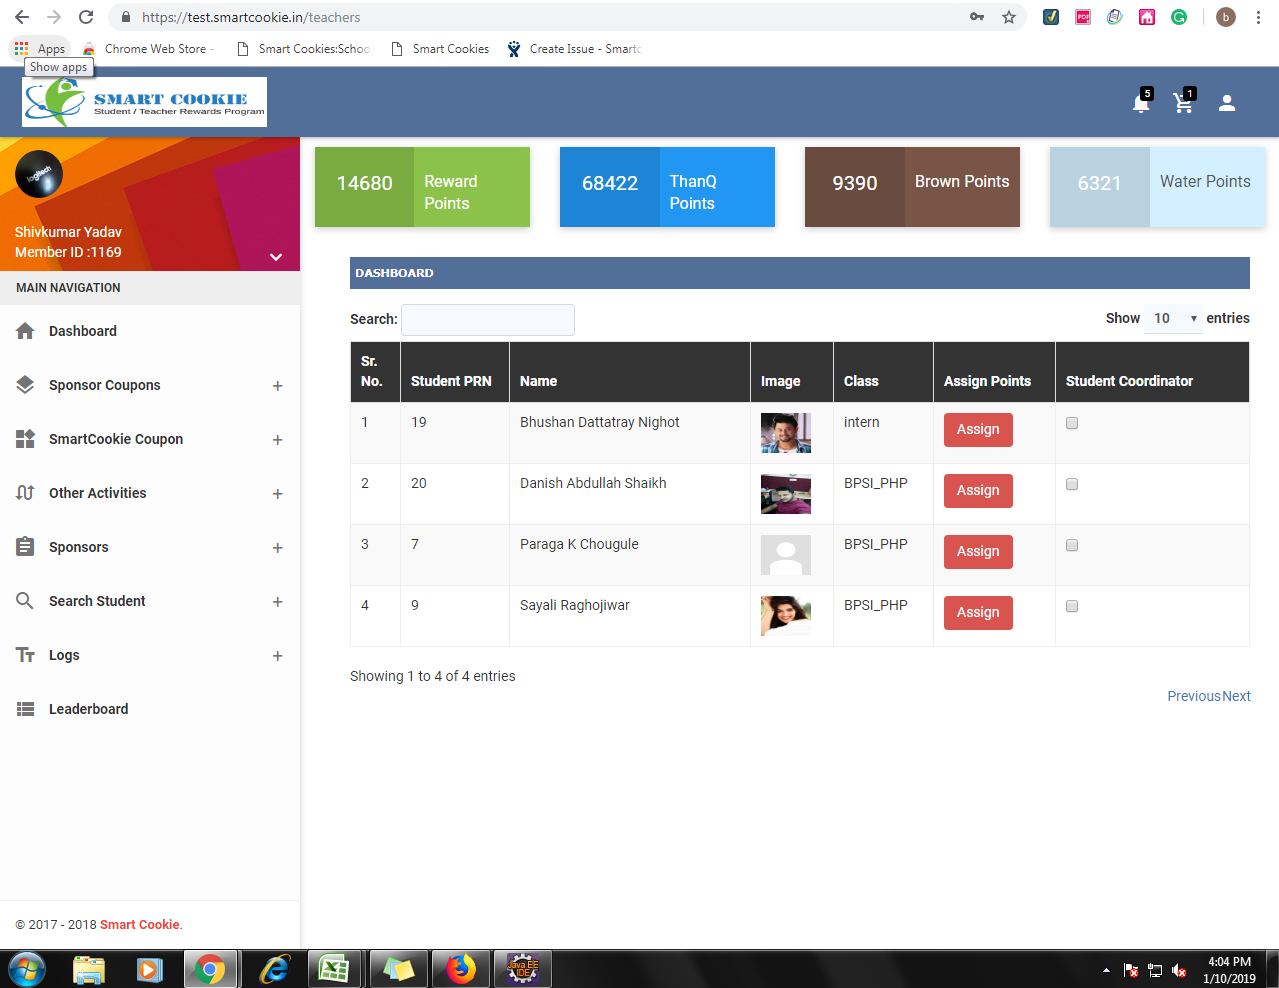 https://test.smartcookie.in/teachers
b
Apps
Chrome Web Store -
Smart Cookies:Schoo
Smart Cookies
Create Issue - Smart
Show apps
SMART COOKIE
Student / Teacher Rewards Program
5
1
logitech
Shivkumar Yadav
Member ID :1169
14680
Reward
Points
68422
ThanQ
Points
9390
Brown Points
6321
Water Points
MAIN NAVIGATION
Dashboard
Sponsor Coupons +
SmartCookie Coupon +
Other Activities +
Sponsors +
Search Student +
Logs +
Leaderboard
DASHBOARD
Search:
Show 10 entries
Sr. No. Student PRN Name Image Class Assign Points Student Coordinator
1 19 Bhushan Dattatray Nighot intern Assign
2 20 Danish Abdullah Shaikh BPSI_PHP Assign
3 7 Paraga K Chougule BPSI_PHP Assign
4 9 Sayali Raghojiwar BPSI_PHP Assign
Showing 1 to 4 of 4 entries
Previous Next
© 2017 - 2018 Smart Cookie.
Java EE
IDE
4:04 PM
1/10/2019